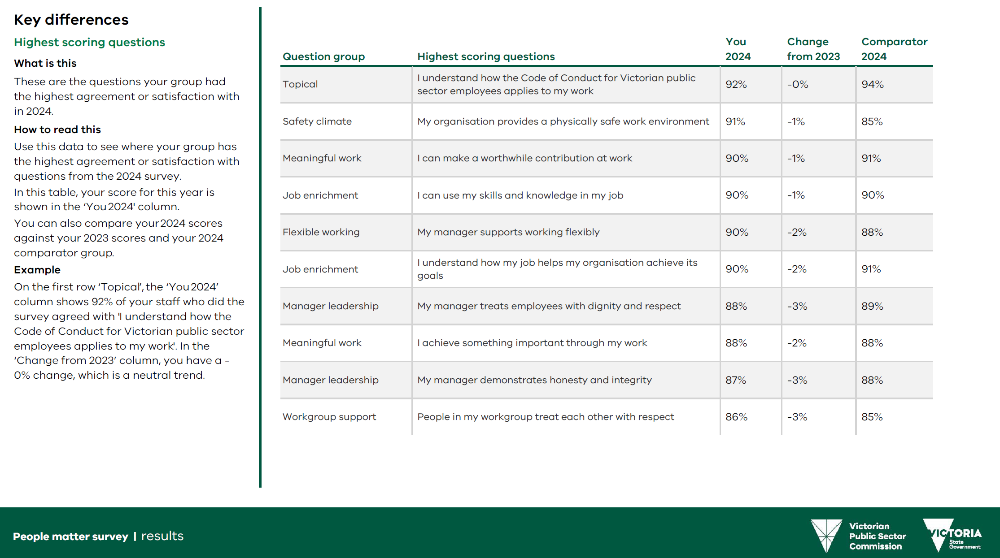 Key differences
Highest scoring questions
What is this
These are the questions your group had
the highest agreement or satisfaction with
in 2024.
How to read this
Use this data to see where your group has
the highest agreement or satisfaction with
questions from the 2024 survey.
In this table, your score for this year is
shown in the ‘You 2024' column.
You can also compare your 2024 scores
against your 2023 scores and your 2024
comparator group.
Example
On the first row ‘Topical’, the ‘You 2024’
column shows 92% of your staff who did the
survey agreed with 'I understand how the
Code of Conduct for Victorian public sector
employees applies to my work'. In the
‘Change from 2023’ column, you have a -
0% change, which is a neutral trend.
Question group Highest scoring questions You 2024 Change from 2023 Comparator 2024
Topical I understand how the Code of Conduct for Victorian public
sector employees applies to my work 92% -0% 94%
Safety climate My organisation provides a physically safe work environment 91% -1% 85%
Meaningful work I can make a worthwhile contribution at work 90% -1% 91%
Job enrichment I can use my skills and knowledge in my job 90% -1% 90%
Flexible working My manager supports working flexibly 90% -2% 88%
Job enrichment I understand how my job helps my organisation achieve its
goals 90% -2% 91%
Manager leadership My manager treats employees with dignity and respect 88% -3% 89%
Meaningful work I achieve something important through my work 88% -2% 88%
Manager leadership My manager demonstrates honesty and integrity 87% -3% 88%
Workgroup support People in my workgroup treat each other with respect 86% -3% 85%
People matter survey | results
Victorian
Public Sector
Commission
VICTORIA
State
Government